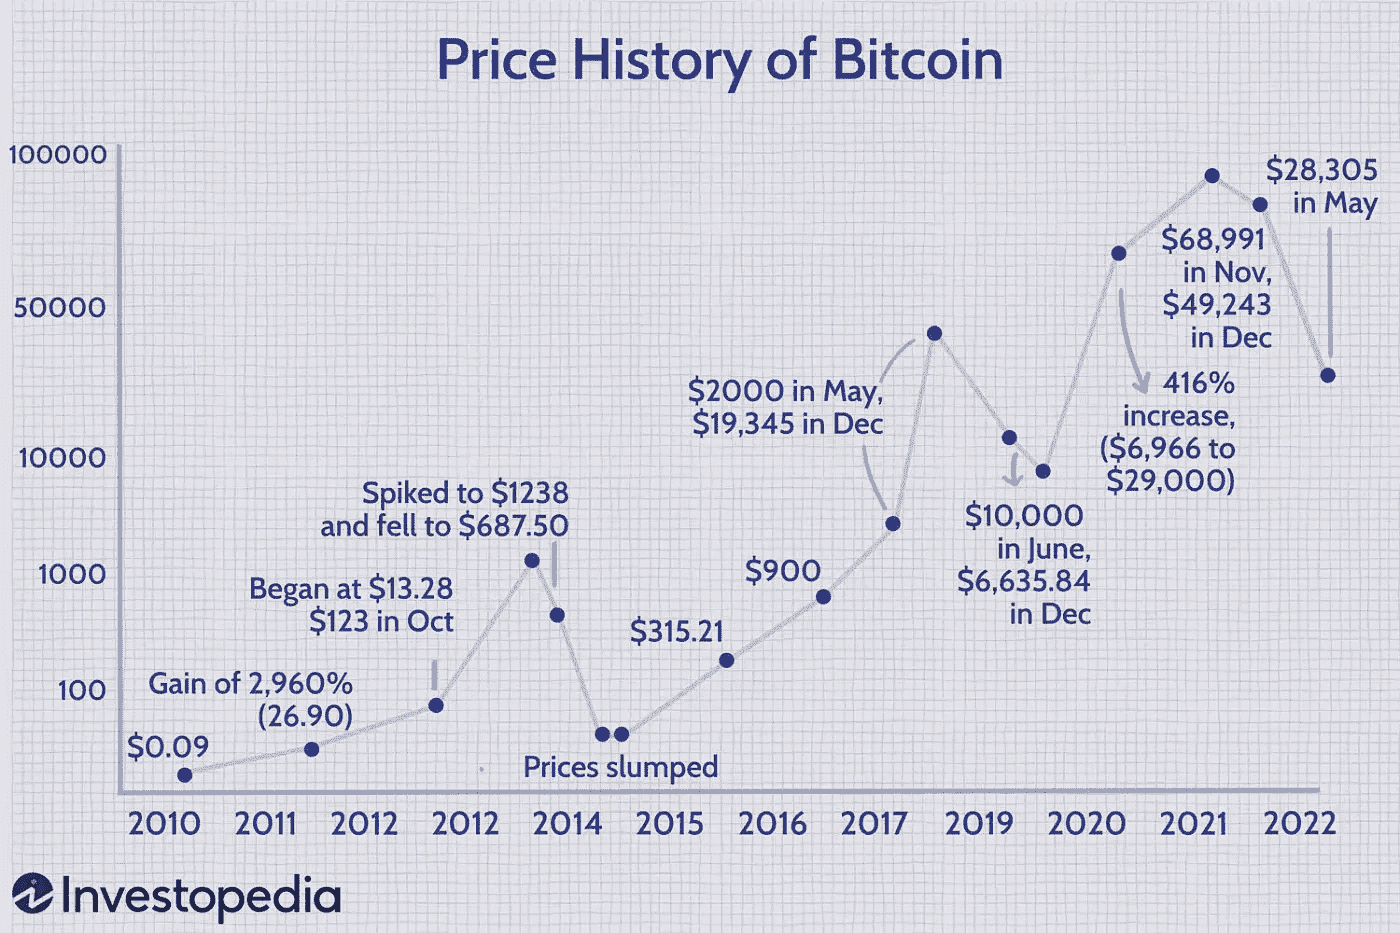 Price History of Bitcoin
100000
50000
10000
1000
100
$0.09
Gain of 2,960%
(26.90)
Began at $13.28
$123 in Oct
Spiked to $1238
and fell to $687.50
Prices slumped
$315.21
$900
$2000 in May,
$19,345 in Dec
$10,000
in June,
$6,635.84
in Dec
416%
increase,
($6,966 to
$29,000)
$68,991
in Nov,
$49,243
in Dec
$28,305
in May
2010 2011 2012 2012 2014 2015 2016 2017 2019 2020 2021 2022
Investopedia